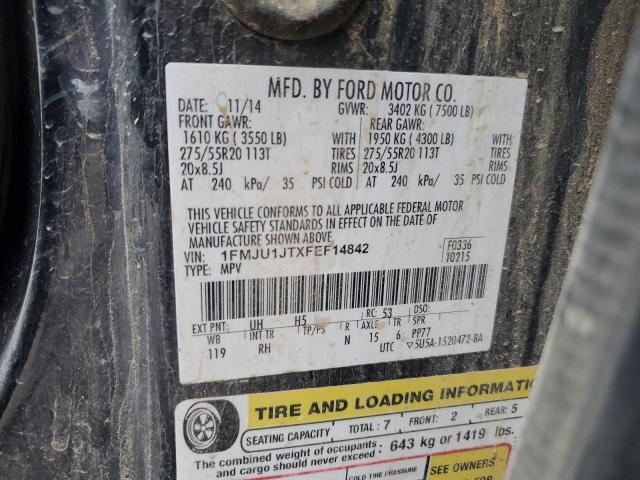 MFD. BY FORD MOTOR CO.
DATE: 11/14 GVWR: 3402 KG ( 7500 LB)
FRONT GAWR: REAR GAWR:
1610 KG ( 3550 LB) WITH 1950 KG ( 4300 LB) WITH
275/55R20 113T TIRES 275/55R20 113T TIRES
20x8.5J RIMS 20x8.5J RIMS
AT 240 kPa/ 35 PSI COLD AT 240 kPa/ 35 PSI COLD
THIS VEHICLE CONFORMS TO ALL APPLICABLE FEDERAL MOTOR
VEHICLE SAFETY STANDARDS IN EFFECT ON THE DATE OF
MANUFACTURE SHOWN ABOVE.
VIN: 1FMJU1JTXFEF14842 F0336
TYPE: MPV T0215
EXT PNT: UH H5 RC: 53 DSO:
WB INT TR TP/PS R AXLE TR SPR
119 RH N 15 6 PP77
UTC ▽5U5A-1520472-BA
TIRE AND LOADING INFORMATION
SEATING CAPACITY TOTAL: 7 FRONT: 2 REAR: 5
The combined weight of occupants and cargo should never exceed: 643 kg or 1419 lbs.
COLD TIRE PRESSURE SEE OWNERS